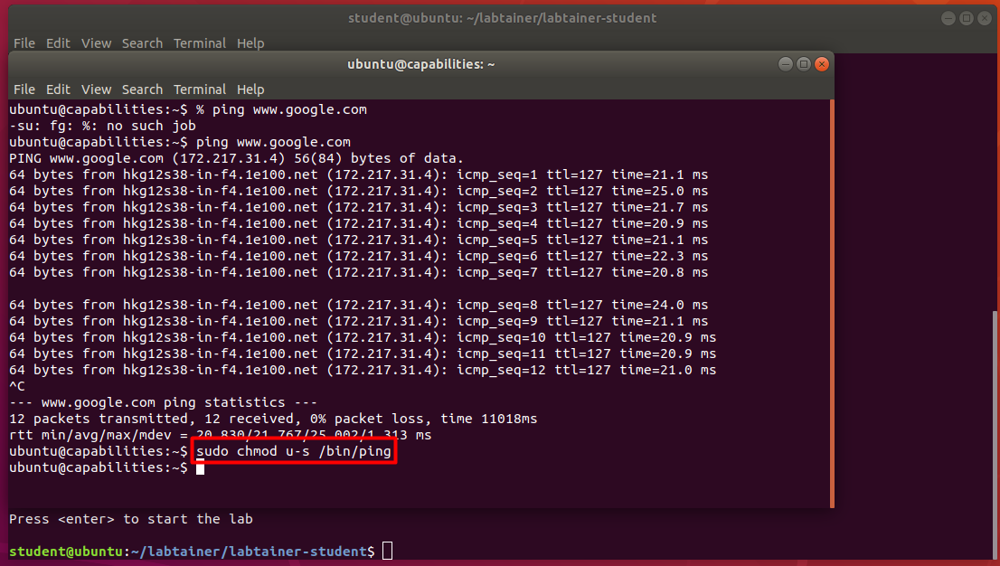 student@ubuntu: ~/labtainer/labtainer-student
File Edit View Search Terminal Help
ubuntu@capabilities: ~
File Edit View Search Terminal Help
ubuntu@capabilities:~$ % ping www.google.com
-su: fg: %: no such job
ubuntu@capabilities:~$ ping www.google.com
PING www.google.com (172.217.31.4) 56(84) bytes of data.
64 bytes from hkg12s38-in-f4.1e100.net (172.217.31.4): icmp_seq=1 ttl=127 time=21.1 ms
64 bytes from hkg12s38-in-f4.1e100.net (172.217.31.4): icmp_seq=2 ttl=127 time=25.0 ms
64 bytes from hkg12s38-in-f4.1e100.net (172.217.31.4): icmp_seq=3 ttl=127 time=21.7 ms
64 bytes from hkg12s38-in-f4.1e100.net (172.217.31.4): icmp_seq=4 ttl=127 time=20.9 ms
64 bytes from hkg12s38-in-f4.1e100.net (172.217.31.4): icmp_seq=5 ttl=127 time=21.1 ms
64 bytes from hkg12s38-in-f4.1e100.net (172.217.31.4): icmp_seq=6 ttl=127 time=22.3 ms
64 bytes from hkg12s38-in-f4.1e100.net (172.217.31.4): icmp_seq=7 ttl=127 time=20.8 ms
64 bytes from hkg12s38-in-f4.1e100.net (172.217.31.4): icmp_seq=8 ttl=127 time=24.0 ms
64 bytes from hkg12s38-in-f4.1e100.net (172.217.31.4): icmp_seq=9 ttl=127 time=21.1 ms
64 bytes from hkg12s38-in-f4.1e100.net (172.217.31.4): icmp_seq=10 ttl=127 time=20.9 ms
64 bytes from hkg12s38-in-f4.1e100.net (172.217.31.4): icmp_seq=11 ttl=127 time=20.9 ms
64 bytes from hkg12s38-in-f4.1e100.net (172.217.31.4): icmp_seq=12 ttl=127 time=21.0 ms
^C
--- www.google.com ping statistics ---
12 packets transmitted, 12 received, 0% packet loss, time 11018ms
rtt min/avg/max/mdev = 20.830/21.767/25.002/1.313 ms
ubuntu@capabilities:~$ sudo chmod u-s /bin/ping
ubuntu@capabilities:~$
Press <enter> to start the lab
student@ubuntu:~/labtainer/labtainer-student$